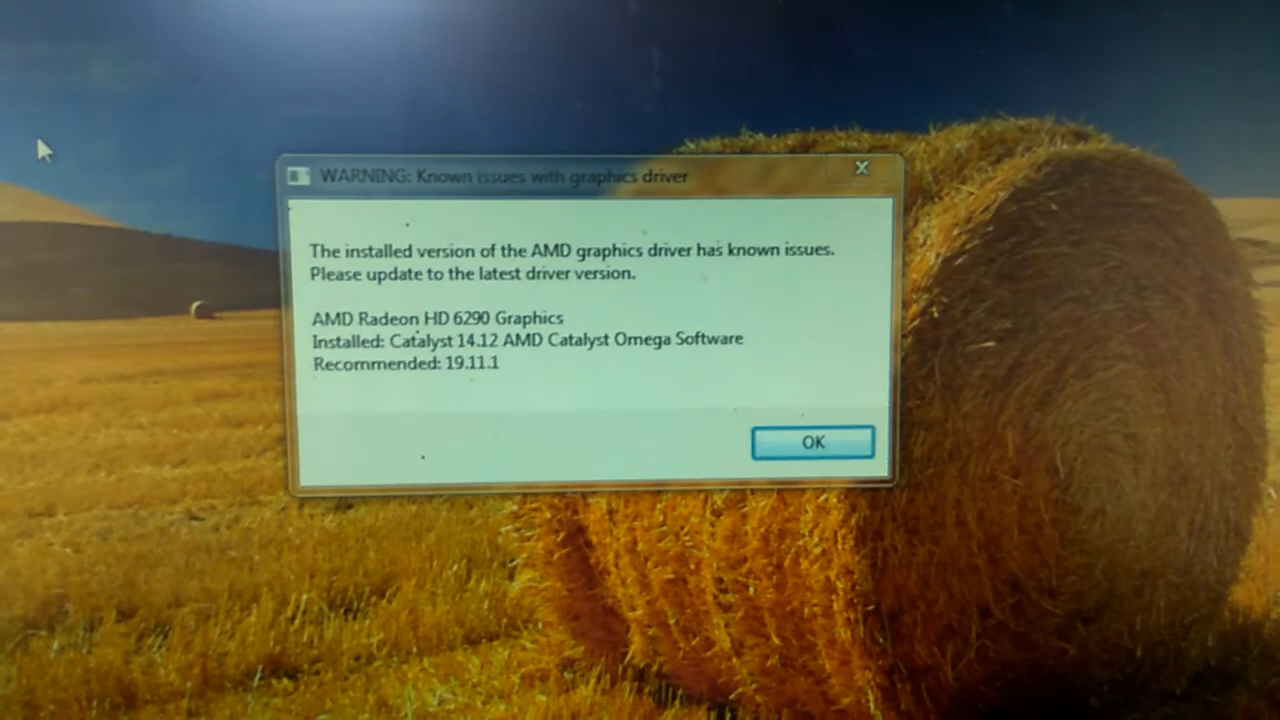 WARNING: Known issues with graphics driver
The installed version of the AMD graphics driver has known issues.
Please update to the latest driver version.
AMD Radeon HD 6290 Graphics
Installed: Catalyst 14.12 AMD Catalyst Omega Software
Recommended: 19.11.1
OK